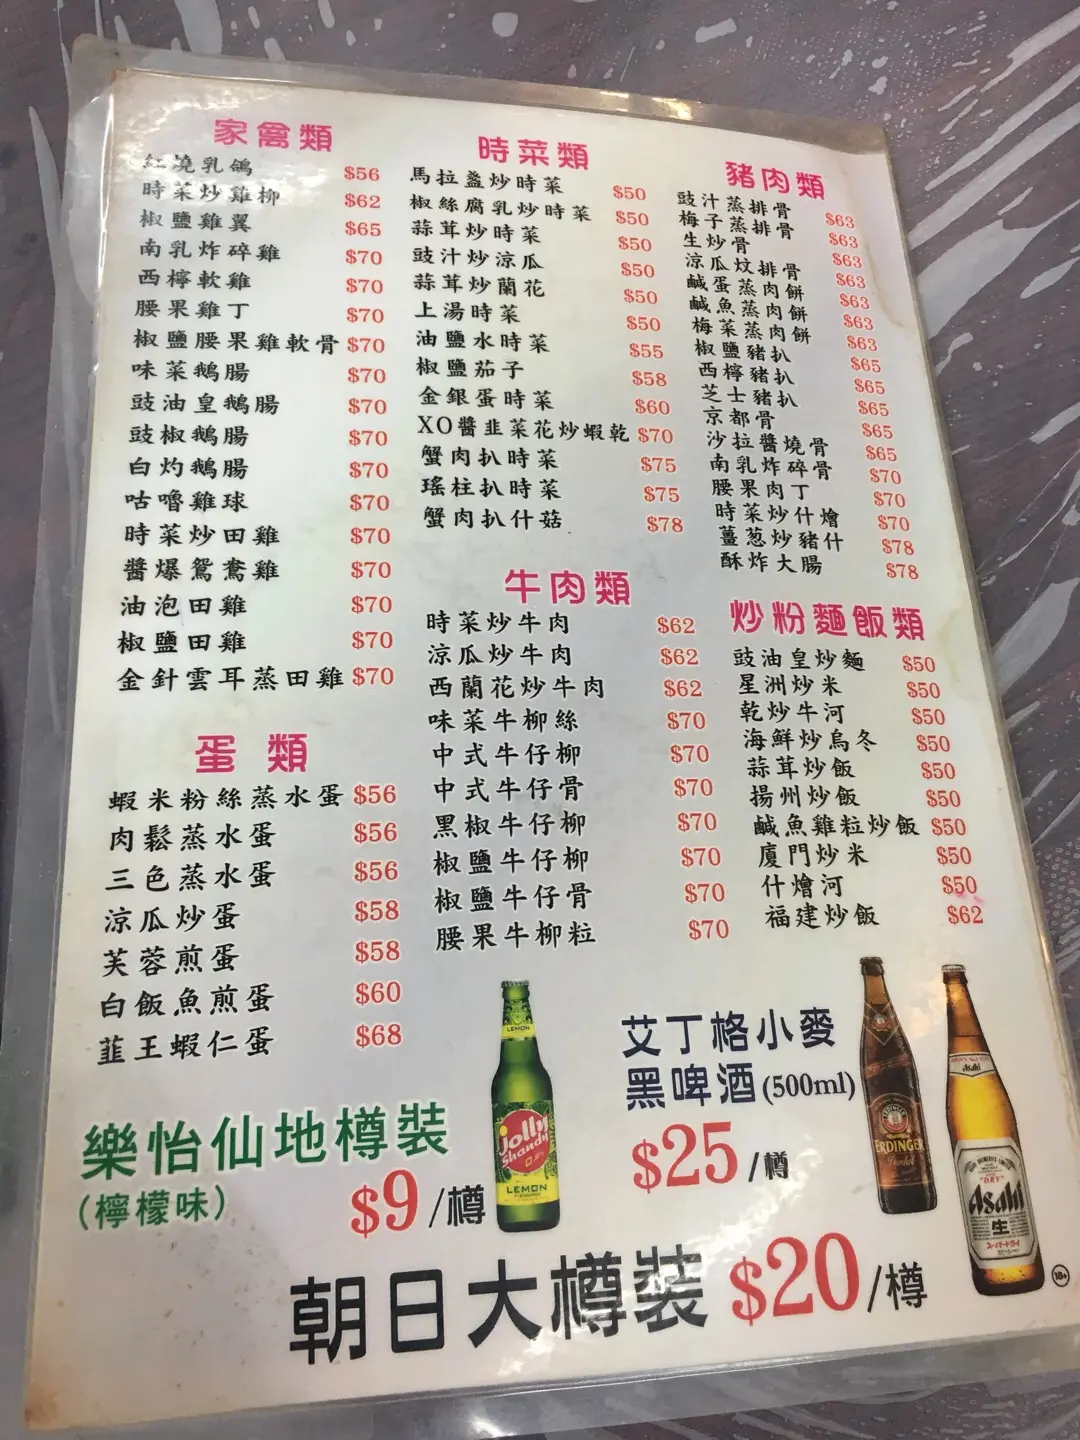 家禽類
紅燒乳鴿 $56
時菜炒雞柳 $62
椒鹽雞翼 $65
南乳炸碎雞 $70
西檸軟雞 $70
腰果雞丁 $70
椒鹽腰果雞軟骨 $70
味菜鵝腸 $70
豉油皇鵝腸 $70
豉椒鵝腸 $70
白灼鵝腸 $70
咕嚕雞球 $70
時菜炒田雞 $70
醬爆鴛鴦雞 $70
油泡田雞 $70
椒鹽田雞 $70
金針雲耳蒸田雞 $70
蛋類
蝦米粉絲蒸水蛋 $56
肉鬆蒸水蛋 $56
三色蒸水蛋 $56
涼瓜炒蛋 $58
芙蓉煎蛋 $58
白飯魚煎蛋 $60
韮王蝦仁蛋 $68
時菜類
馬拉盞炒時菜 $50
椒絲腐乳炒時菜 $50
蒜茸炒時菜 $50
豉汁炒涼瓜 $50
蒜茸炒蘭花 $50
上湯時菜 $50
油鹽水時菜 $55
椒鹽茄子 $58
金銀蛋時菜 $60
XO醬韭菜花炒蝦乾 $70
蟹肉扒時菜 $75
瑤柱扒時菜 $75
蟹肉扒什菇 $78
牛肉類
時菜炒牛肉 $62
涼瓜炒牛肉 $62
西蘭花炒牛肉 $62
味菜牛柳絲 $70
中式牛仔柳 $70
中式牛仔骨 $70
黑椒牛仔柳 $70
椒鹽牛仔柳 $70
椒鹽牛仔骨 $70
腰果牛柳粒 $70
豬肉類
豉汁蒸排骨 $63
梅子蒸排骨 $63
生炒骨 $63
涼瓜炆排骨 $63
鹹蛋蒸肉餅 $63
鹹魚蒸肉餅 $63
梅菜蒸肉餅 $63
椒鹽豬扒 $65
西檸豬扒 $65
芝士豬扒 $65
京都骨 $65
沙拉醬燒骨 $65
南乳炸碎骨 $70
腰果肉丁 $70
時菜炒什燴 $70
薑葱炒豬什 $78
酥炸大腸 $78
炒粉麵飯類
豉油皇炒麵 $50
星洲炒米 $50
乾炒牛河 $50
海鮮炒烏冬 $50
蒜茸炒飯 $50
揚州炒飯 $50
鹹魚雞粒炒飯 $50
廈門炒米 $50
什燴河 $50
福建炒飯 $62
樂怡仙地樽裝
(檸檬味)
$9/樽
LEMON
Jolly
Shandy
LEMON
艾丁格小麥
黑啤酒(500ml)
$25/樽
ERDINGER
Dunkel
Asahi
"DRY"
Asahi
生
スーパードライ
18+
朝日大樽裝 $20/樽